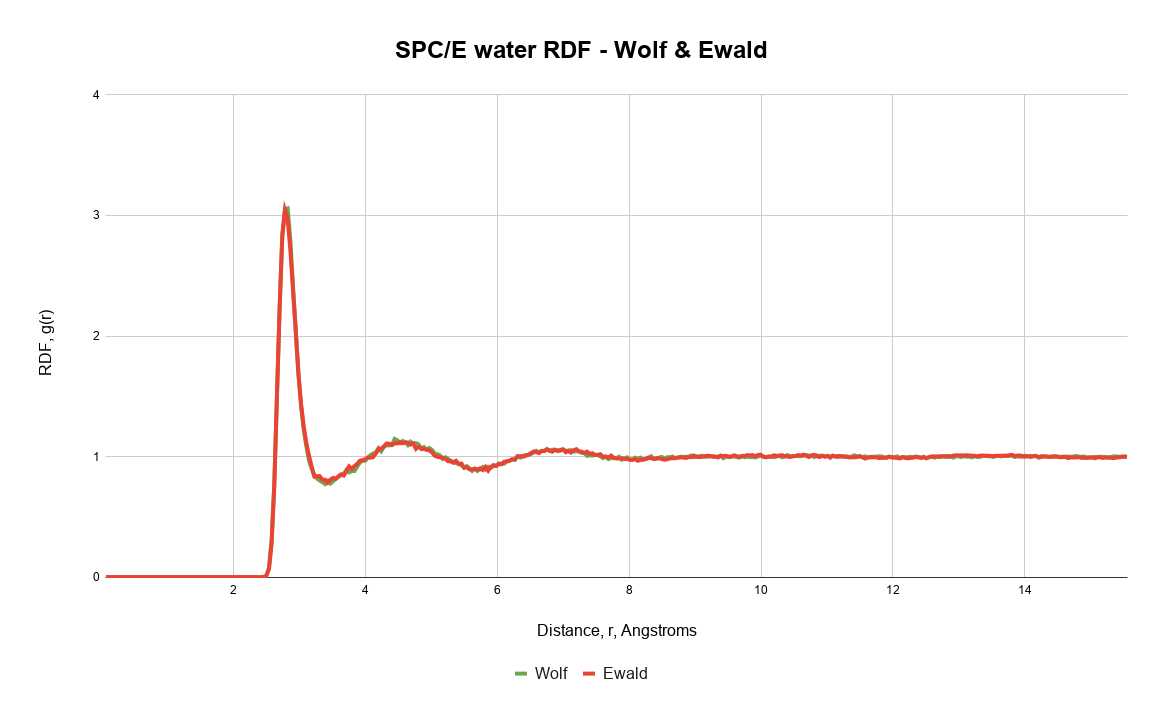 SPC/E water RDF - Wolf & Ewald
4
3
2
1
0
RDF, g(r)
2 4 6 8 10 12 14
Distance, r, Angstroms
Wolf Ewald